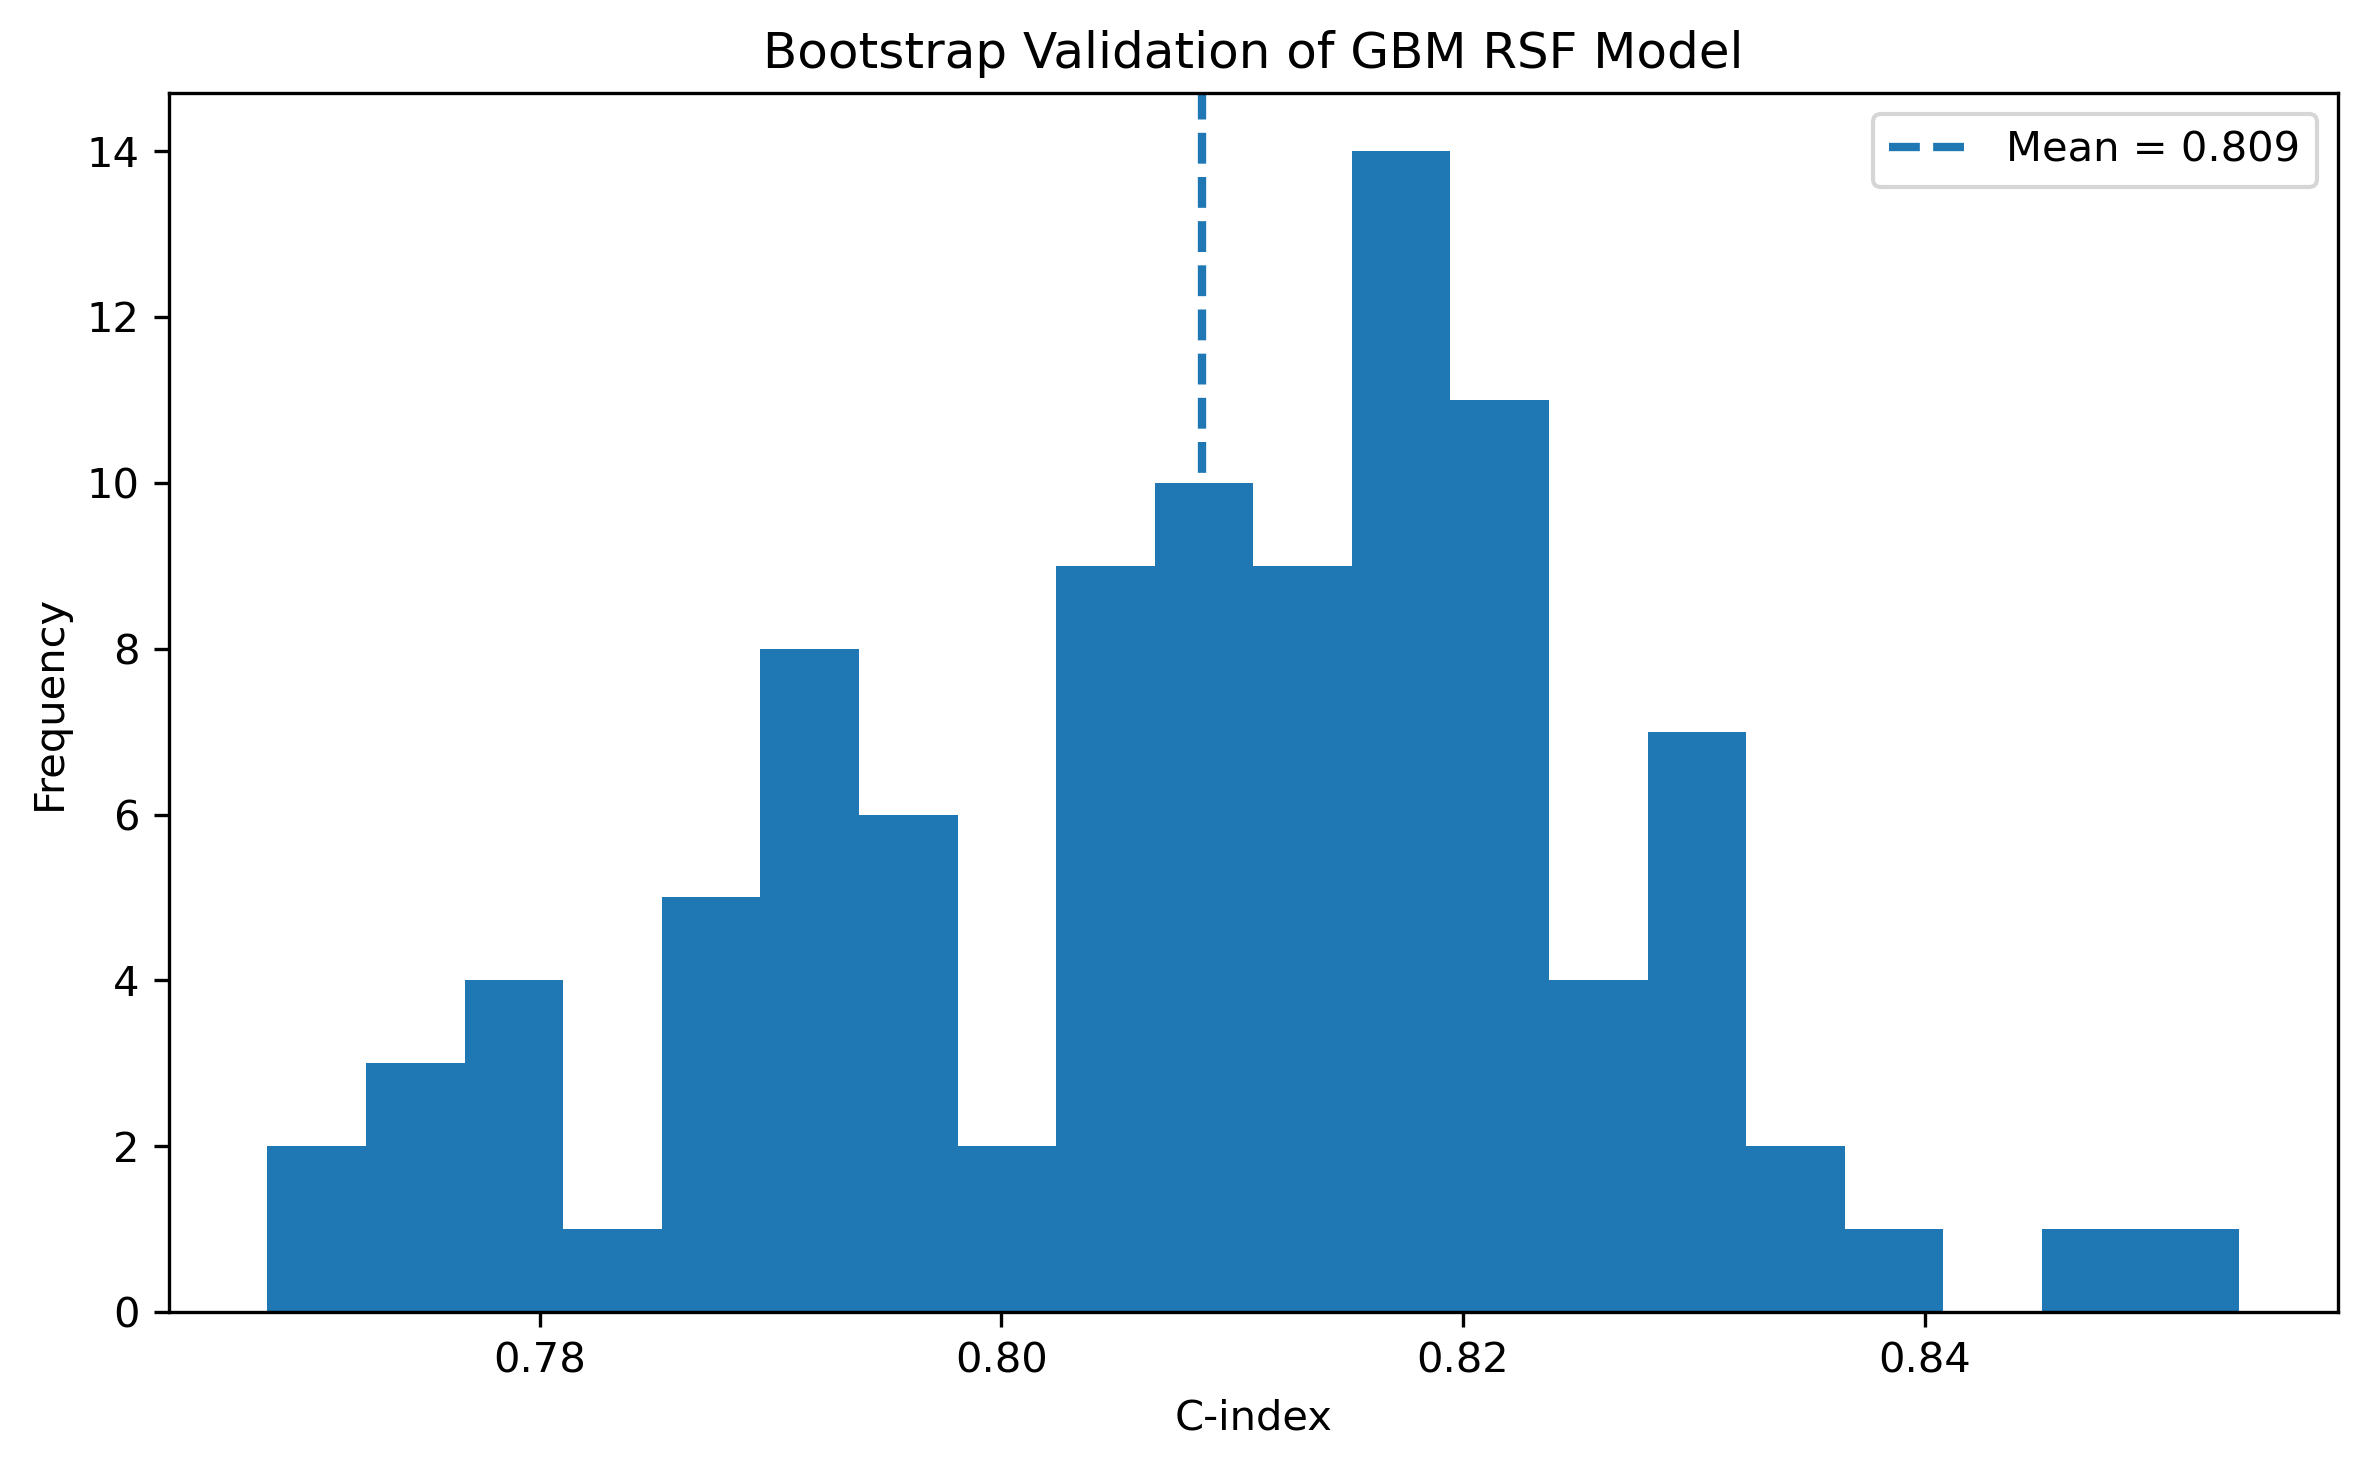 Bootstrap Validation of GBM RSF Model
Mean = 0.809
14
12
10
8
6
4
2
0
Frequency
0.78 0.80 0.82 0.84
C-index